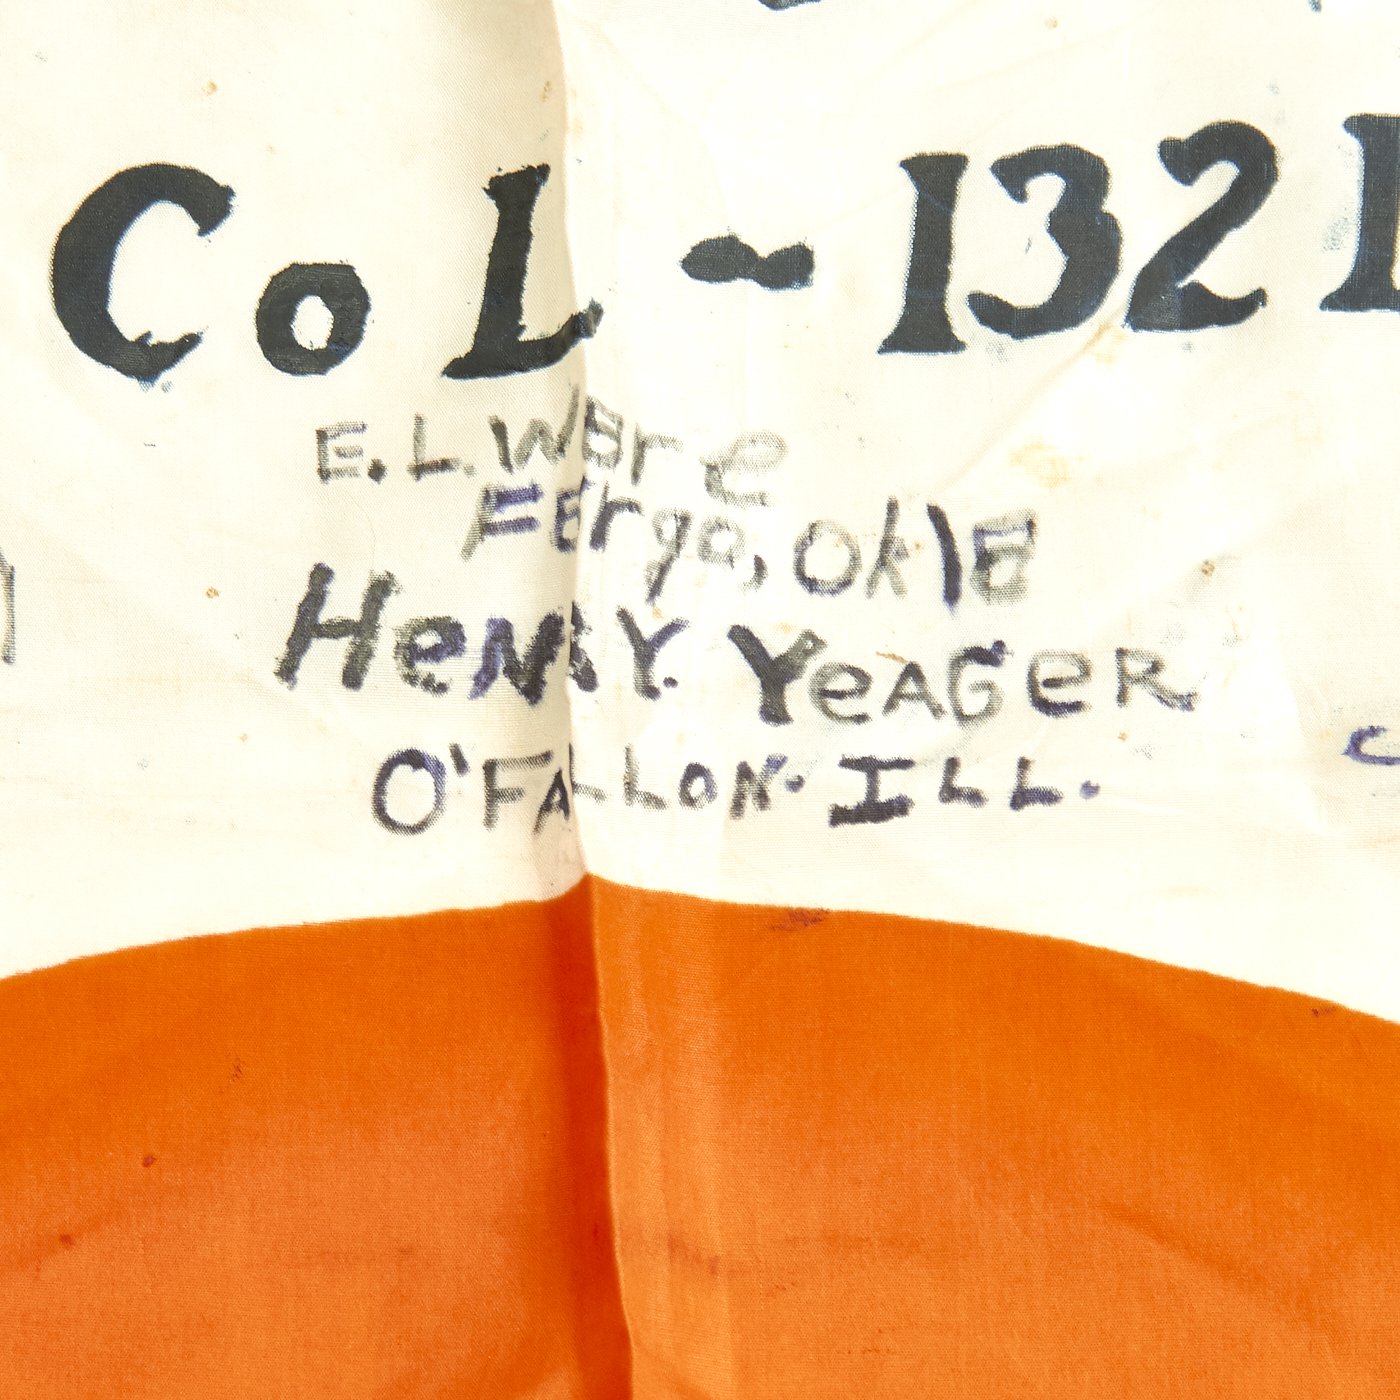 Co L - 132 I
E. L. Ware
Fargo, Okla
HeNRY. YeAGeR
O'FALLON. ILL.